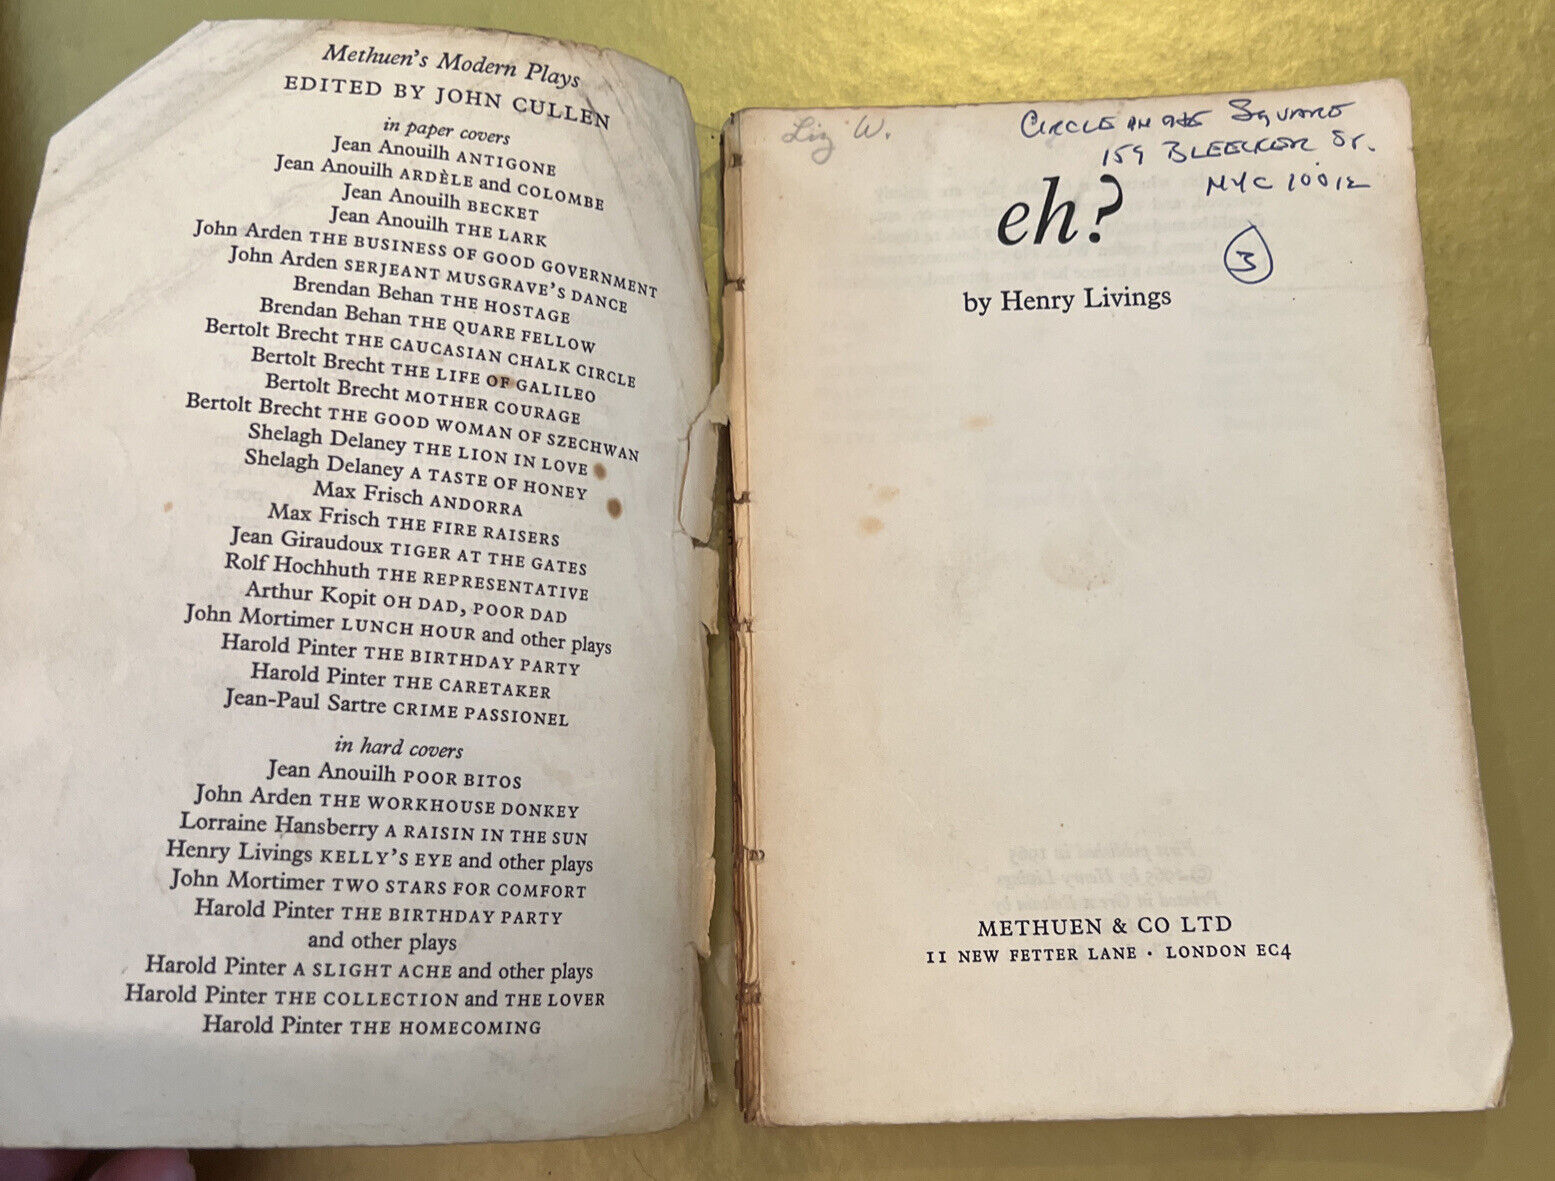 Methuen's Modern Plays
EDITED BY JOHN CULLEN
in paper covers
Jean Anouilh ANTIGONE
Jean Anouilh ARDÈLE and COLOMBE
Jean Anouilh BECKET
Jean Anouilh THE LARK
John Arden THE BUSINESS OF GOOD GOVERNMENT
John Arden SERJEANT MUSGRAVE'S DANCE
Brendan Behan THE HOSTAGE
Brendan Behan THE QUARE FELLOW
Bertolt Brecht THE CAUCASIAN CHALK CIRCLE
Bertolt Brecht THE LIFE OF GALILEO
Bertolt Brecht MOTHER COURAGE
Bertolt Brecht THE GOOD WOMAN OF SZECHWAN
Shelagh Delaney THE LION IN LOVE
Shelagh Delaney A TASTE OF HONEY
Max Frisch ANDORRA
Max Frisch THE FIRE RAISERS
Jean Giraudoux TIGER AT THE GATES
Rolf Hochhuth THE REPRESENTATIVE
Arthur Kopit OH DAD, POOR DAD
John Mortimer LUNCH HOUR and other plays
Harold Pinter THE BIRTHDAY PARTY
Harold Pinter THE CARETAKER
Jean-Paul Sartre CRIME PASSIONEL
in hard covers
Jean Anouilh POOR BITOS
John Arden THE WORKHOUSE DONKEY
Lorraine Hansberry A RAISIN IN THE SUN
Henry Livings KELLY'S EYE and other plays
John Mortimer TWO STARS FOR COMFORT
Harold Pinter THE BIRTHDAY PARTY
and other plays
Harold Pinter A SLIGHT ACHE and other plays
Harold Pinter THE COLLECTION and THE LOVER
Harold Pinter THE HOMECOMING
Liz W.
CIRCLE IN THE SQUARE
159 BLEECKER ST.
NYC 10012
eh?
3
by Henry Livings
METHUEN & CO LTD
11 NEW FETTER LANE · LONDON EC4